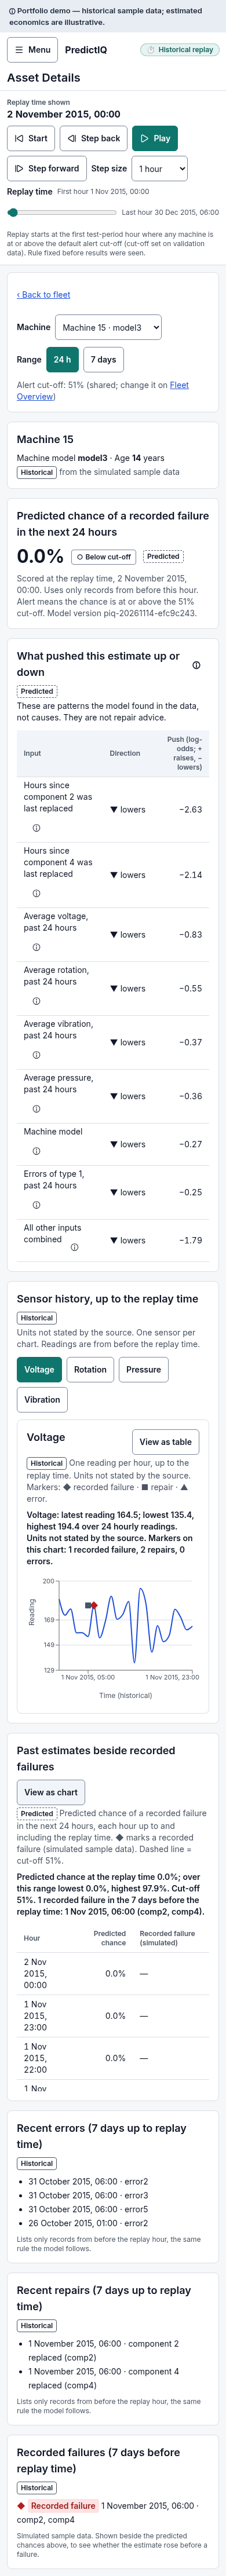 Portfolio demo — historical sample data; estimated
economics are illustrative.
Menu
PredictIQ
Historical replay
Asset Details
Replay time shown
2 November 2015, 00:00
Start
Step back
Play
Step forward
Step size
1 hour
Replay time First hour 1 Nov 2015, 00:00
Last hour 30 Dec 2015, 06:00
Replay starts at the first test-period hour where any machine is
at or above the default alert cut-off (cut-off set on validation
data). Rule fixed before results were seen.
‹ Back to fleet
Machine
Machine 15 · model3
Range
24 h
7 days
Alert cut-off: 51% (shared; change it on Fleet
Overview)
Machine 15
Machine model model3 · Age 14 years
Historical from the simulated sample data
Predicted chance of a recorded failure
in the next 24 hours
0.0%
Below cut-off
Predicted
Scored at the replay time, 2 November 2015,
00:00. Uses only records from before this hour.
Alert means the chance is at or above the 51%
cut-off. Model version piq-20261114-efc9c243.
What pushed this estimate up or
down
Predicted
These are patterns the model found in the data,
not causes. They are not repair advice.
Input
Direction
Push (log-
odds; +
raises, −
lowers)
Hours since
component 2 was
last replaced
▼ lowers
−2.63
Hours since
component 4 was
last replaced
▼ lowers
−2.14
Average voltage,
past 24 hours
▼ lowers
−0.83
Average rotation,
past 24 hours
▼ lowers
−0.55
Average vibration,
past 24 hours
▼ lowers
−0.37
Average pressure,
past 24 hours
▼ lowers
−0.36
Machine model
▼ lowers
−0.27
Errors of type 1,
past 24 hours
▼ lowers
−0.25
All other inputs
combined
▼ lowers
−1.79
Sensor history, up to the replay time
Historical
Units not stated by the source. One sensor per
chart. Readings are from before the replay time.
Voltage
Rotation
Pressure
Vibration
Voltage
View as table
Historical One reading per hour, up to the
replay time. Units not stated by the source.
Markers: ◆ recorded failure · ■ repair · ▲
error.
Voltage: latest reading 164.5; lowest 135.4,
highest 194.4 over 24 hourly readings.
Units not stated by the source. Markers on
this chart: 1 recorded failure, 2 repairs, 0
errors.
200
169
149
129
Reading
1 Nov 2015, 05:00
1 Nov 2015, 23:00
Time (historical)
Past estimates beside recorded
failures
View as chart
Predicted Predicted chance of a recorded failure
in the next 24 hours, each hour up to and
including the replay time. ◆ marks a recorded
failure (simulated sample data). Dashed line =
cut-off 51%.
Predicted chance at the replay time 0.0%; over
this range lowest 0.0%, highest 97.9%. Cut-off
51%. 1 recorded failure in the 7 days before the
replay time: 1 Nov 2015, 06:00 (comp2, comp4).
Hour
Predicted
chance
Recorded failure
(simulated)
2 Nov
2015,
00:00
0.0%
—
1 Nov
2015,
23:00
0.0%
—
1 Nov
2015,
22:00
0.0%
—
1 Nov
Recent errors (7 days up to replay
time)
Historical
• 31 October 2015, 06:00 · error2
• 31 October 2015, 06:00 · error3
• 31 October 2015, 06:00 · error5
• 26 October 2015, 01:00 · error2
Lists only records from before the replay hour, the same
rule the model follows.
Recent repairs (7 days up to replay
time)
Historical
• 1 November 2015, 06:00 · component 2
replaced (comp2)
• 1 November 2015, 06:00 · component 4
replaced (comp4)
Lists only records from before the replay hour, the same
rule the model follows.
Recorded failures (7 days before
replay time)
Historical
◆ Recorded failure 1 November 2015, 06:00 ·
comp2, comp4
Simulated sample data. Shown beside the predicted
chances above, to see whether the estimate rose before a
failure.